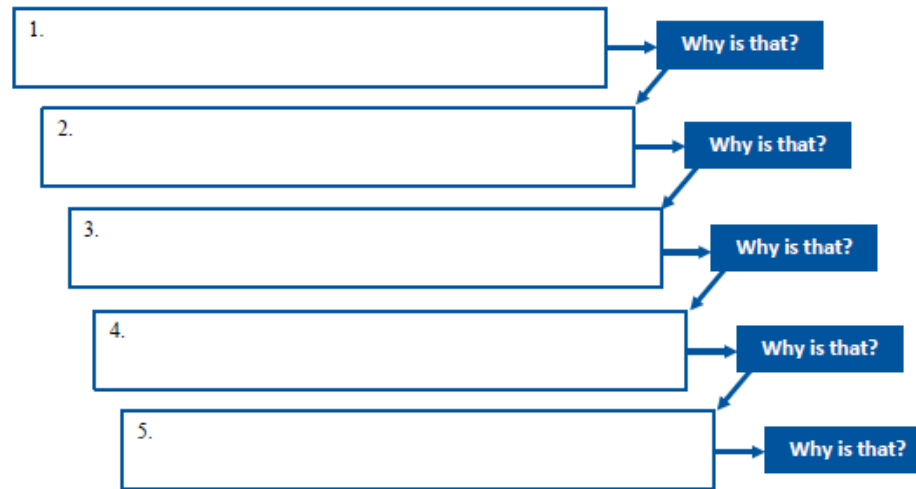 1.
Why is that?
2.
Why is that?
3.
Why is that?
4.
Why is that?
5.
Why is that?